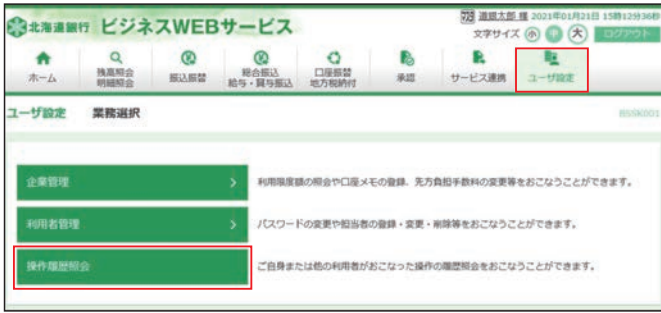 北海道銀行 ビジネスWEBサービス
道銀太郎 様 2021年01月21日 15時12分36秒
文字サイズ 小 中 大 ログアウト
ホーム
残高照会
明細照会
振込振替
総合振込
給与・賞与振込
口座振替
地方税納付
承認
サービス連携
ユーザ設定
ユーザ設定 業務選択 BSSK001
企業管理 > 利用限度額の照会や口座メモの登録、先方負担手数料の変更等をおこなうことができます。
利用者管理 > パスワードの変更や担当者の登録・変更・削除等をおこなうことができます。
操作履歴照会 ご自身または他の利用者がおこなった操作の履歴照会をおこなうことができます。